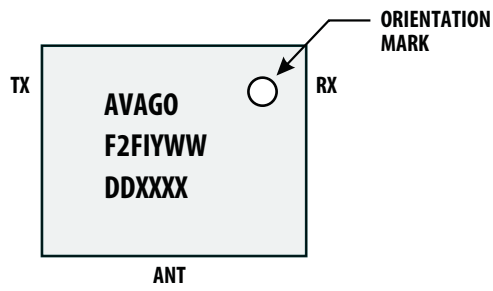 ORIENTATION
MARK
TX
RX
AVAGO
F2FIYWW
DDXXXX
ANT